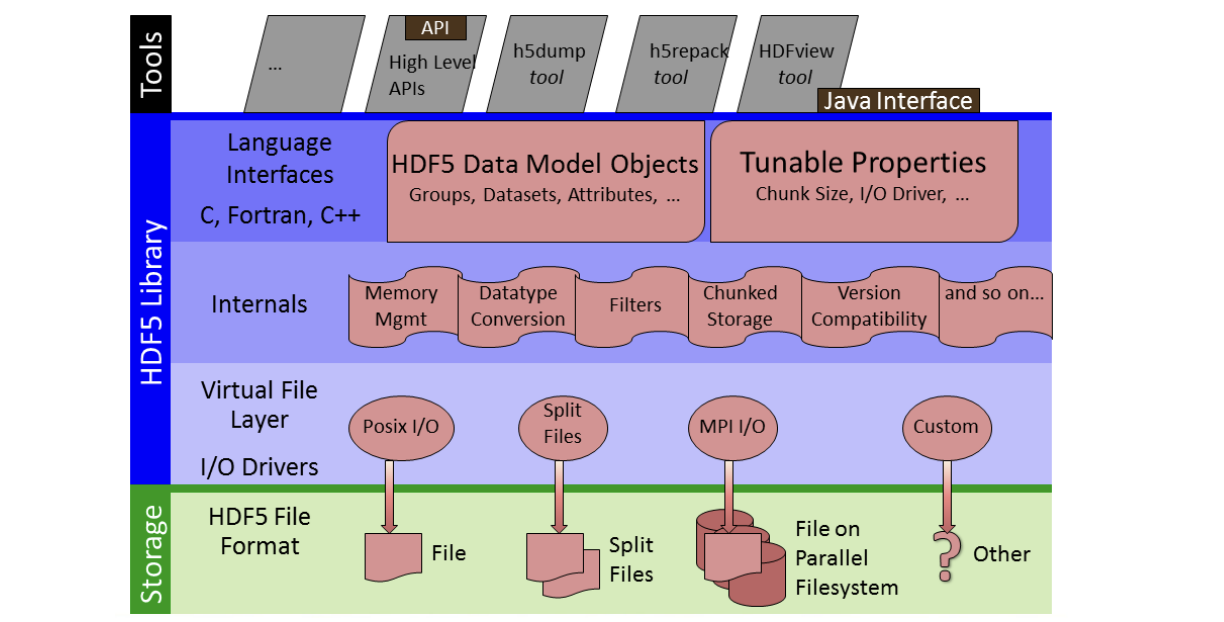 Tools
...
API
High Level
APIs
h5dump
tool
h5repack
tool
HDFview
tool
Java Interface
HDF5 Library
Language
Interfaces
C, Fortran, C++
HDF5 Data Model Objects
Groups, Datasets, Attributes, ...
Tunable Properties
Chunk Size, I/O Driver, ...
Internals
Memory
Mgmt
Datatype
Conversion
Filters
Chunked
Storage
Version
Compatibility
and so on...
Virtual File
Layer
I/O Drivers
Posix I/O
Split
Files
MPI I/O
Custom
Storage
HDF5 File
Format
File
Split
Files
File on
Parallel
Filesystem
?
Other